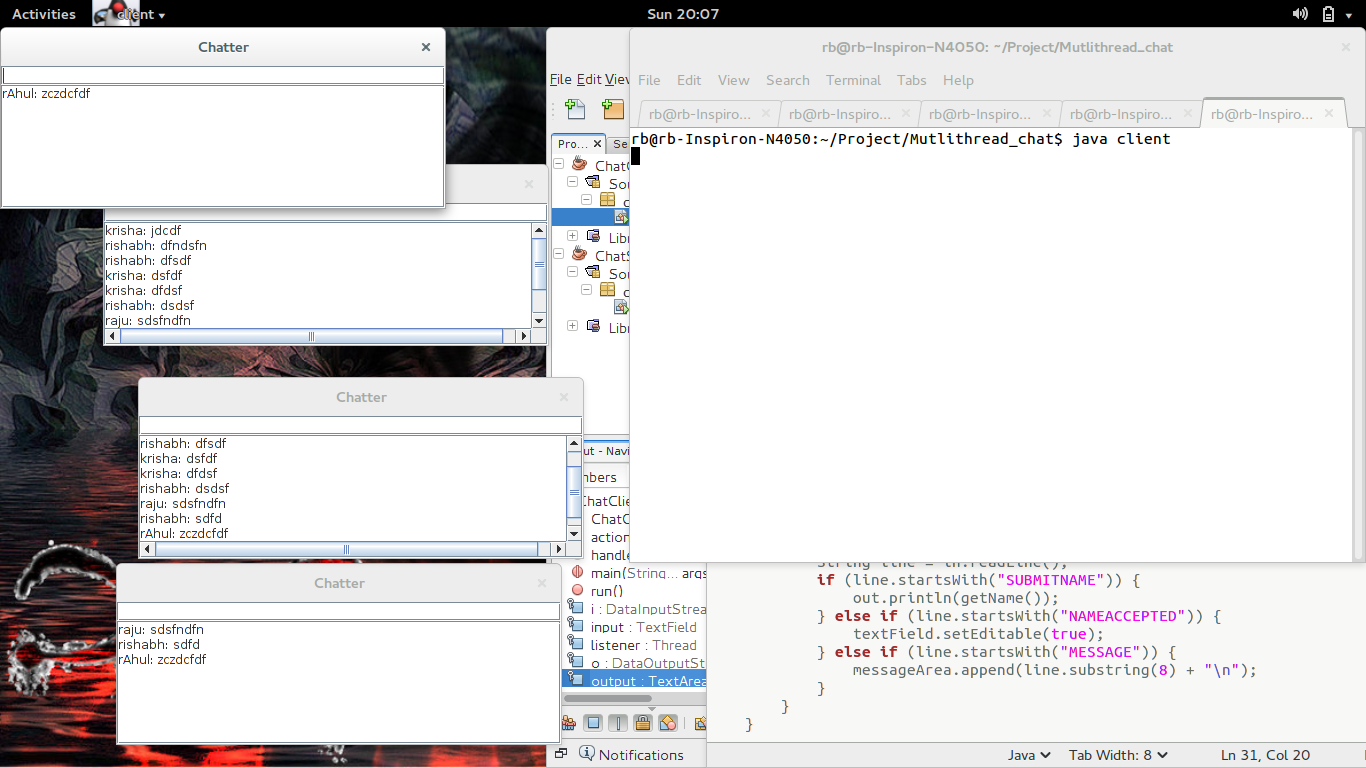 Activities
client
Sun 20:07
Chatter
rAhul: zczdcfdf
krisha: jdcdf
rishabh: dfndsfn
rishabh: dfsdf
krisha: dsfdf
krisha: dfdsf
rishabh: dsdsf
raju: sdsfndfn
Chatter
rishabh: dfsdf
krisha: dsfdf
krisha: dfdsf
rishabh: dsdsf
raju: sdsfndfn
rishabh: sdfd
rAhul: zczdcfdf
Chatter
raju: sdsfndfn
rishabh: sdfd
rAhul: zczdcfdf
File Edit View
Pro... Se
ChatC
Sou
c
Libr
ChatS
Sou
c
Libr
ut - Navi
mbers
ChatClie
ChatC
action
handle
main(String... args
run()
i : DataInputStrea
input : TextField
listener : Thread
o : DataOutputSt
output : TextArea
Notifications
rb@rb-Inspiron-N4050: ~/Project/Mutlithread_chat
File Edit View Search Terminal Tabs Help
rb@rb-Inspiro... rb@rb-Inspiro... rb@rb-Inspiro... rb@rb-Inspiro... rb@rb-Inspiro...
rb@rb-Inspiron-N4050:~/Project/Mutlithread_chat$ java client
String line = in.readLine();
if (line.startsWith("SUBMITNAME")) {
out.println(getName());
} else if (line.startsWith("NAMEACCEPTED")) {
textField.setEditable(true);
} else if (line.startsWith("MESSAGE")) {
messageArea.append(line.substring(8) + "\n");
}
}
}
Java Tab Width: 8 Ln 31, Col 20